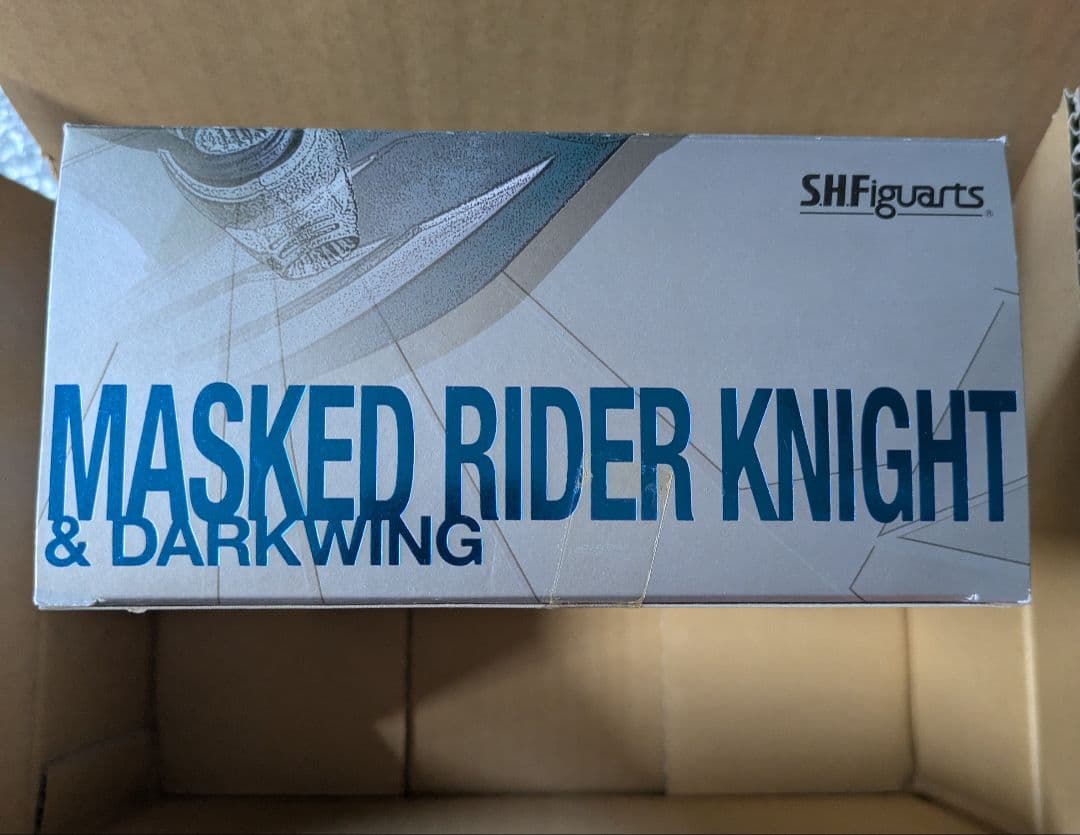 S.H.Figuarts®
MASKED RIDER KNIGHT
& DARKWING